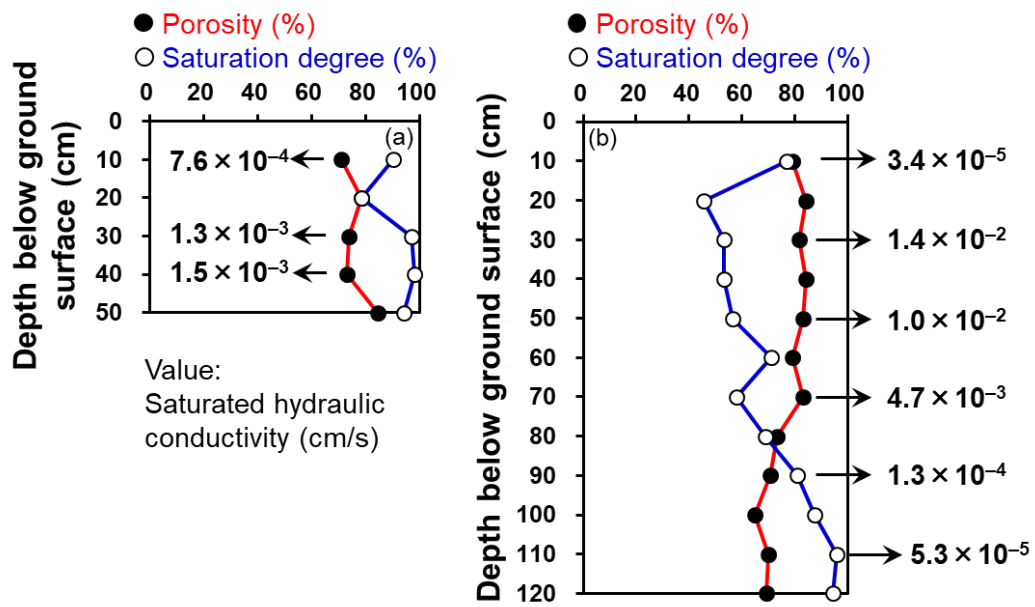 Porosity (%)
Saturation degree (%)
0 20 40 60 80 100
Depth below ground
surface (cm)
0
10
20
30
40
50
(a)
7.6 × 10⁻⁴
1.3 × 10⁻³
1.5 × 10⁻³
Value:
Saturated hydraulic
conductivity (cm/s)
Porosity (%)
Saturation degree (%)
0 20 40 60 80 100
Depth below ground surface (cm)
0
10
20
30
40
50
60
70
80
90
100
110
120
(b)
3.4 × 10⁻⁵
1.4 × 10⁻²
1.0 × 10⁻²
4.7 × 10⁻³
1.3 × 10⁻⁴
5.3 × 10⁻⁵